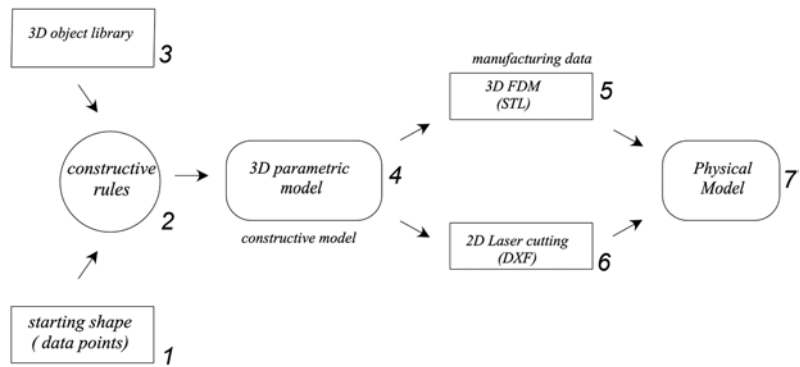 3D object library
3
manufacturing data
3D FDM
(STL)
5
constructive
rules
2
3D parametric
model
4
constructive model
Physical
Model
7
2D Laser cutting
(DXF)
6
starting shape
( data points)
1